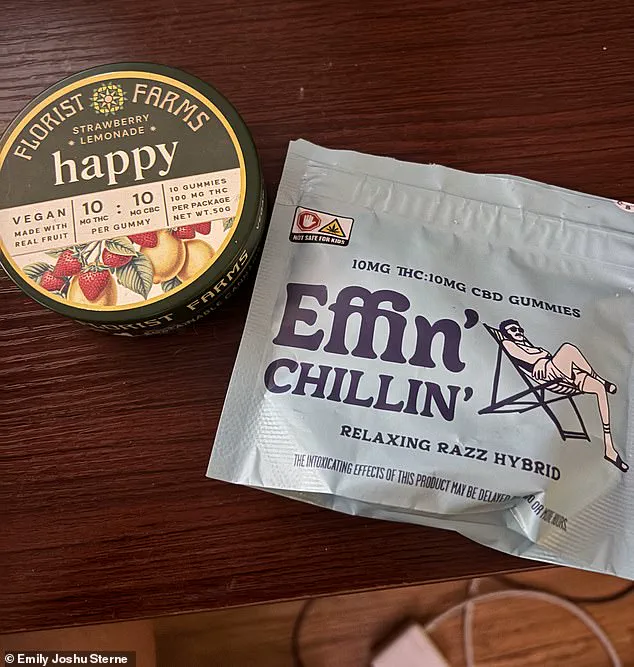 FLORIST FARMS
STRAWBERRY
LEMONADE
happy
VEGAN
MADE WITH
REAL FRUIT
10 : 10
MG THC MG CBC
PER GUMMY
10 GUMMIES
100 MG THC
PER PACKAGE
NET WT. 50G
FLORIST FARMS
NOT SAFE FOR KIDS
10MG THC:10MG CBD GUMMIES
Effin'
CHILLIN'
RELAXING RAZZ HYBRID
THE INTOXICATING EFFECTS OF THIS PRODUCT MAY BE DELAYED OR HOURS.
© Emily Joshu Sterne